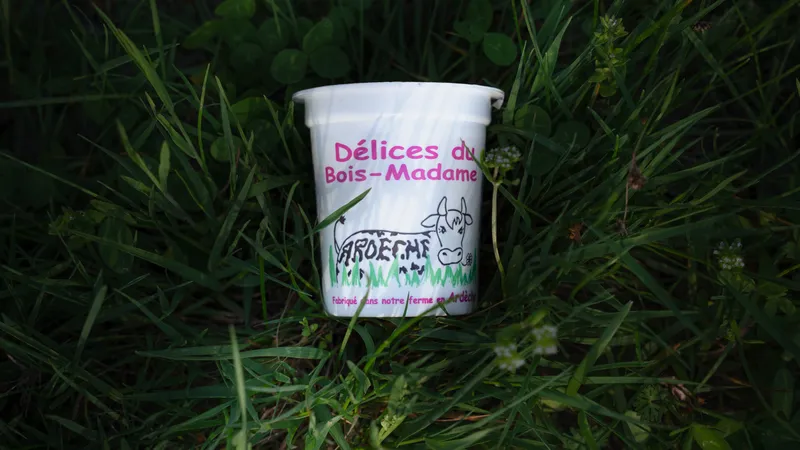 Délices du
Bois-Madame
ARDECHE
Fabriqué dans notre ferme en Ardèche